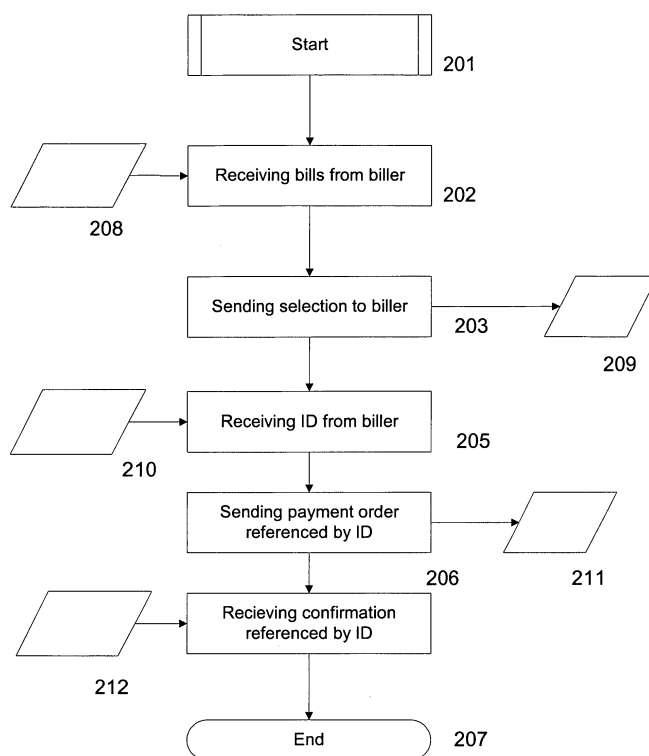 Start
201
Receiving bills from biller
202
208
Sending selection to biller
203
209
Receiving ID from biller
205
210
Sending payment order
referenced by ID
206
211
Recieving confirmation
referenced by ID
212
End
207